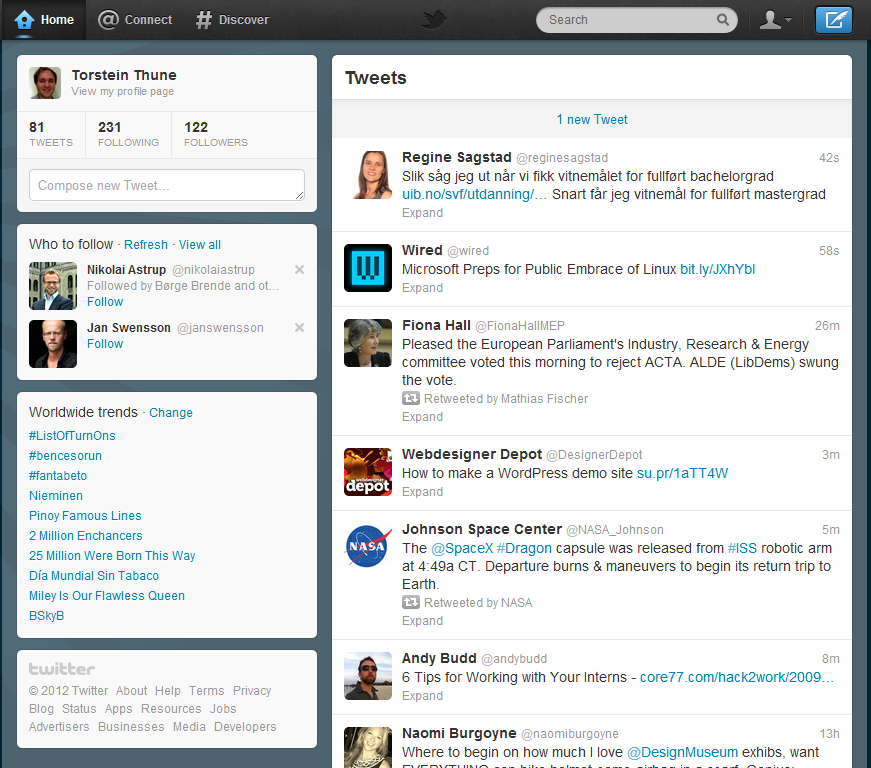 Home Connect Discover Search
Torstein Thune
View my profile page
81 231 122
TWEETS FOLLOWING FOLLOWERS
Compose new Tweet...
Who to follow · Refresh · View all
Nikolai Astrup @nikolaiastrup ×
Followed by Børge Brende and ot...
Follow
Jan Swensson @janswensson ×
Follow
Worldwide trends · Change
#ListOfTurnOns
#bencesorun
#fantabeto
Nieminen
Pinoy Famous Lines
2 Million Enchancers
25 Million Were Born This Way
Día Mundial Sin Tabaco
Miley Is Our Flawless Queen
BSkyB
twitter
© 2012 Twitter About Help Terms Privacy
Blog Status Apps Resources Jobs
Advertisers Businesses Media Developers
Tweets
1 new Tweet
Regine Sagstad @reginesagstad 42s
Slik såg jeg ut når vi fikk vitnemålet for fullført bachelorgrad
uib.no/svf/utdanning/... Snart får jeg vitnemål for fullført mastergrad
Expand
Wired @wired 58s
Microsoft Preps for Public Embrace of Linux bit.ly/JXhYbI
Expand
Fiona Hall @FionaHallMEP 26m
Pleased the European Parliament's Industry, Research & Energy
committee voted this morning to reject ACTA. ALDE (LibDems) swung
the vote.
Retweeted by Mathias Fischer
Expand
webdesigner
depot
Webdesigner Depot @DesignerDepot 3m
How to make a WordPress demo site su.pr/1aTT4W
Expand
NASA
Johnson Space Center @NASA_Johnson 5m
The @SpaceX #Dragon capsule was released from #ISS robotic arm
at 4:49a CT. Departure burns & maneuvers to begin its return trip to
Earth.
Retweeted by NASA
Expand
Andy Budd @andybudd 8m
6 Tips for Working with Your Interns - core77.com/hack2work/2009...
Expand
Naomi Burgoyne @naomiburgoyne 13h
Where to begin on how much I love @DesignMuseum exhibs, want